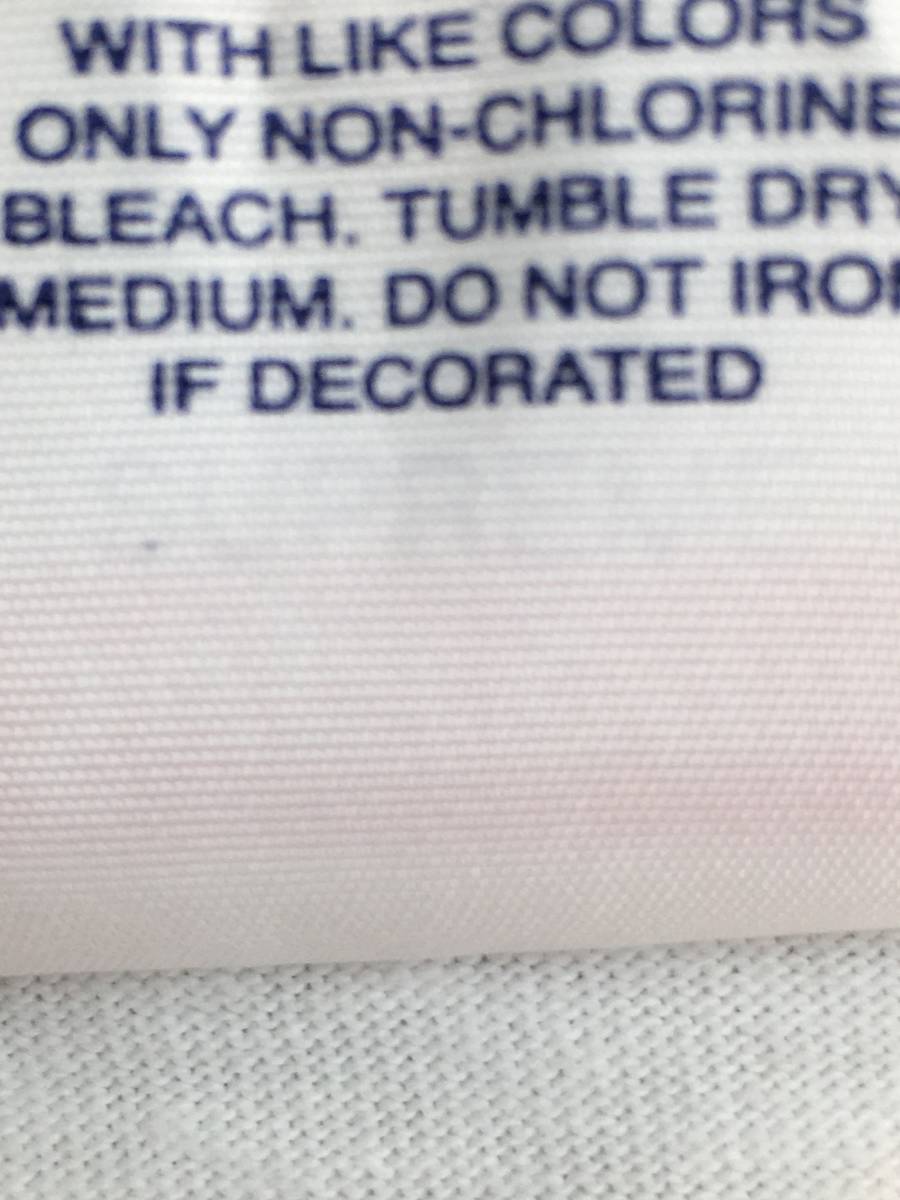 WITH LIKE COLORS
ONLY NON-CHLORINE
BLEACH. TUMBLE DRY
MEDIUM. DO NOT IRON
IF DECORATED